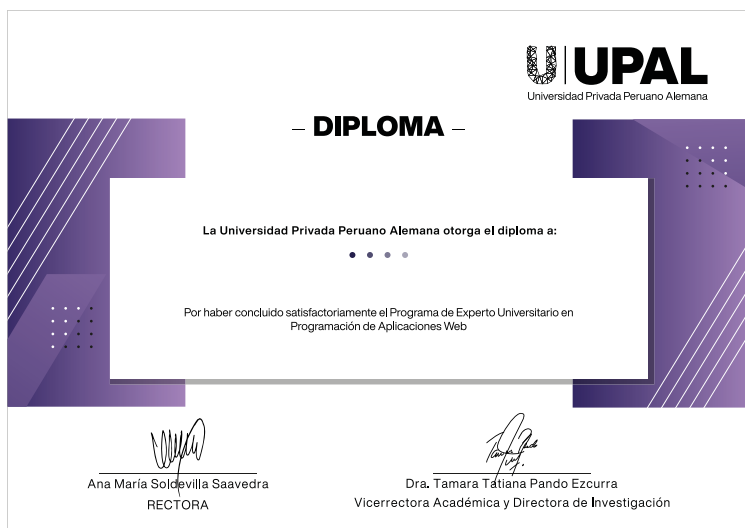 UPAL
Universidad Privada Peruano Alemana
– DIPLOMA –
La Universidad Privada Peruano Alemana otorga el diploma a:
Por haber concluido satisfactoriamente el Programa de Experto Universitario en
Programación de Aplicaciones Web
Ana María Soldevilla Saavedra
RECTORA
Dra. Tamara Tatiana Pando Ezcurra
Vicerrectora Académica y Directora de Investigación